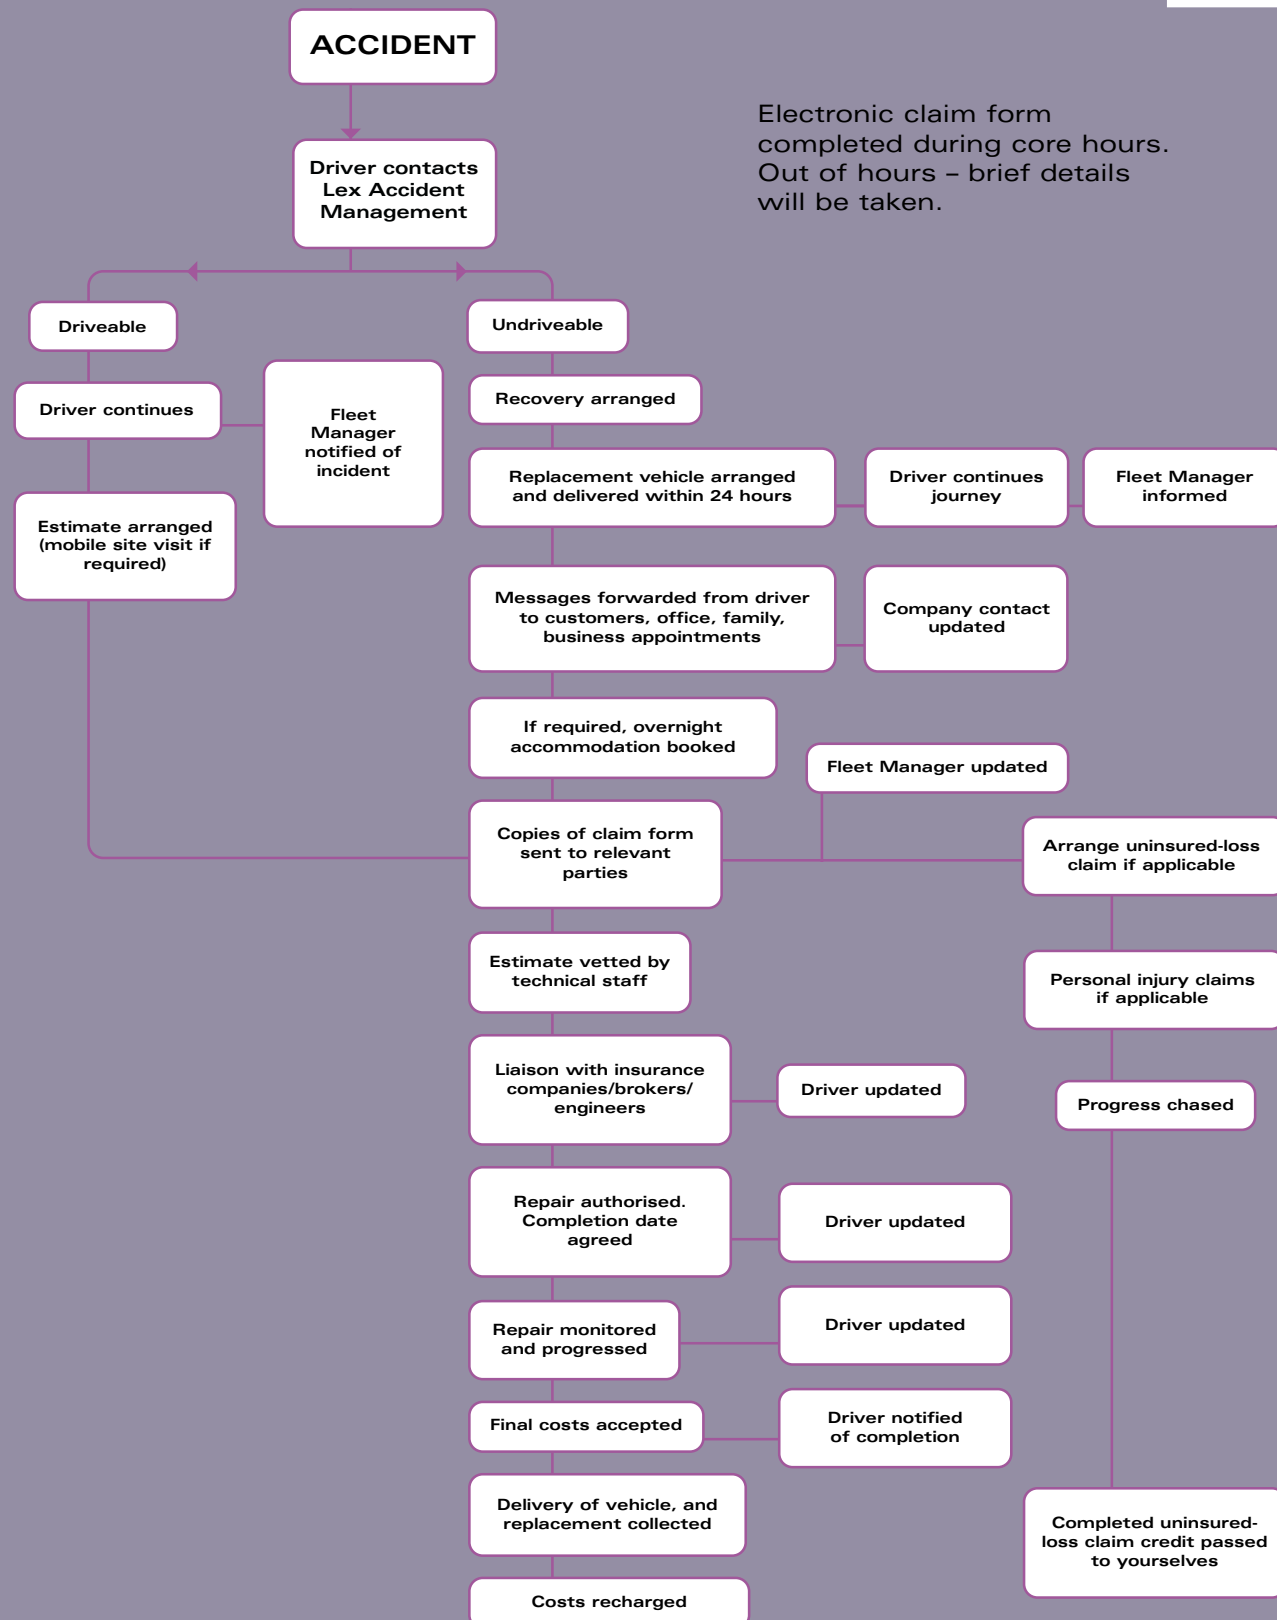 ACCIDENT
Electronic claim form
completed during core hours.
Out of hours – brief details
will be taken.
Driver contacts
Lex Accident
Management
Driveable
Undriveable
Driver continues
Fleet
Manager
notified of
incident
Recovery arranged
Replacement vehicle arranged
and delivered within 24 hours
Driver continues
journey
Fleet Manager
informed
Estimate arranged
(mobile site visit if
required)
Messages forwarded from driver
to customers, office, family,
business appointments
Company contact
updated
If required, overnight
accommodation booked
Fleet Manager updated
Copies of claim form
sent to relevant
parties
Arrange uninsured-loss
claim if applicable
Estimate vetted by
technical staff
Personal injury claims
if applicable
Liaison with insurance
companies/brokers/
engineers
Driver updated
Progress chased
Repair authorised.
Completion date
agreed
Driver updated
Repair monitored
and progressed
Driver updated
Final costs accepted
Driver notified
of completion
Delivery of vehicle, and
replacement collected
Completed uninsured-
loss claim credit passed
to yourselves
Costs recharged